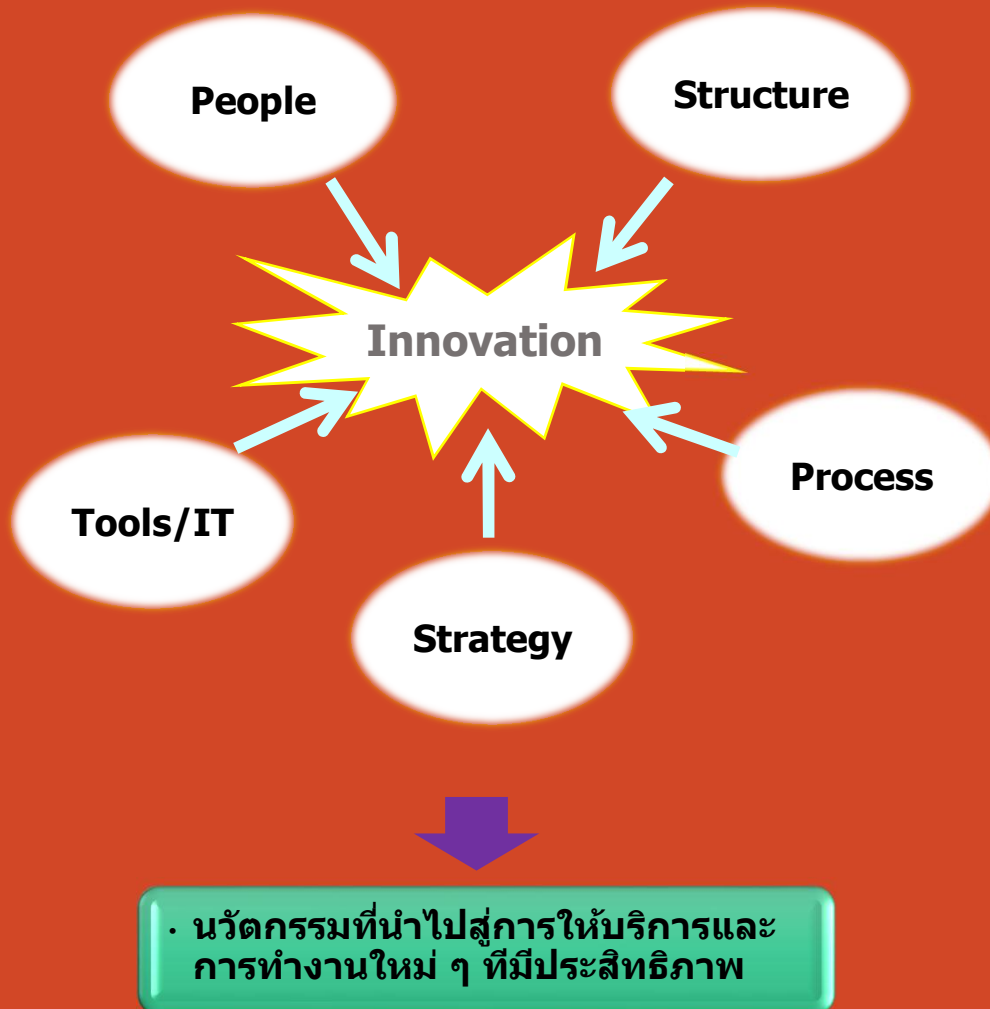 People
Structure
Innovation
Process
Tools/IT
Strategy
· นวัตกรรมที่นำไปสู่การให้บริการและ
การทำงานใหม่ ๆ ที่มีประสิทธิภาพ